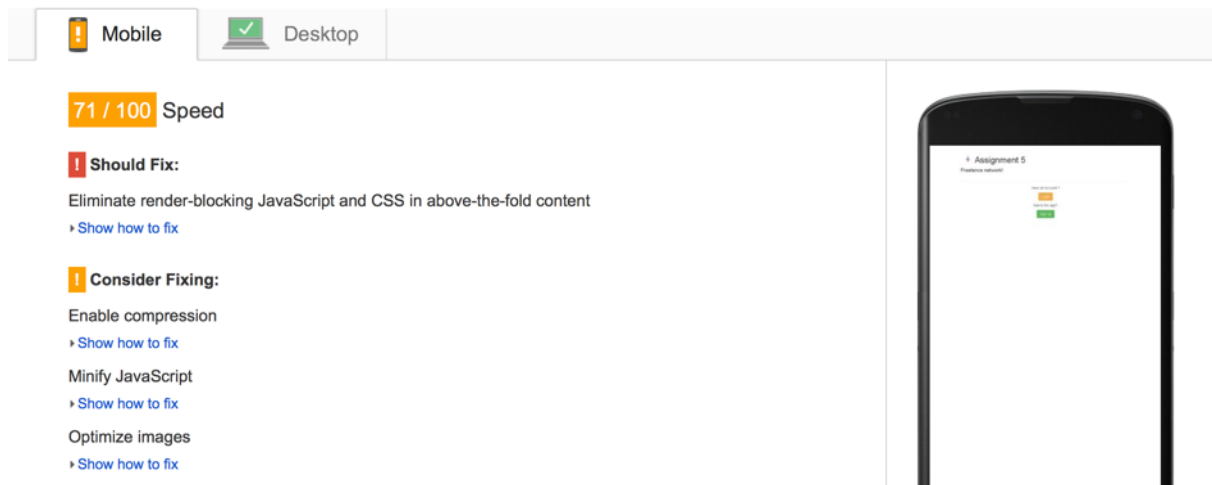 Mobile
Desktop
71 / 100 Speed
! Should Fix:
Eliminate render-blocking JavaScript and CSS in above-the-fold content
Show how to fix
! Consider Fixing:
Enable compression
Show how to fix
Minify JavaScript
Show how to fix
Optimize images
Show how to fix
Assignment 5
Freelance network!